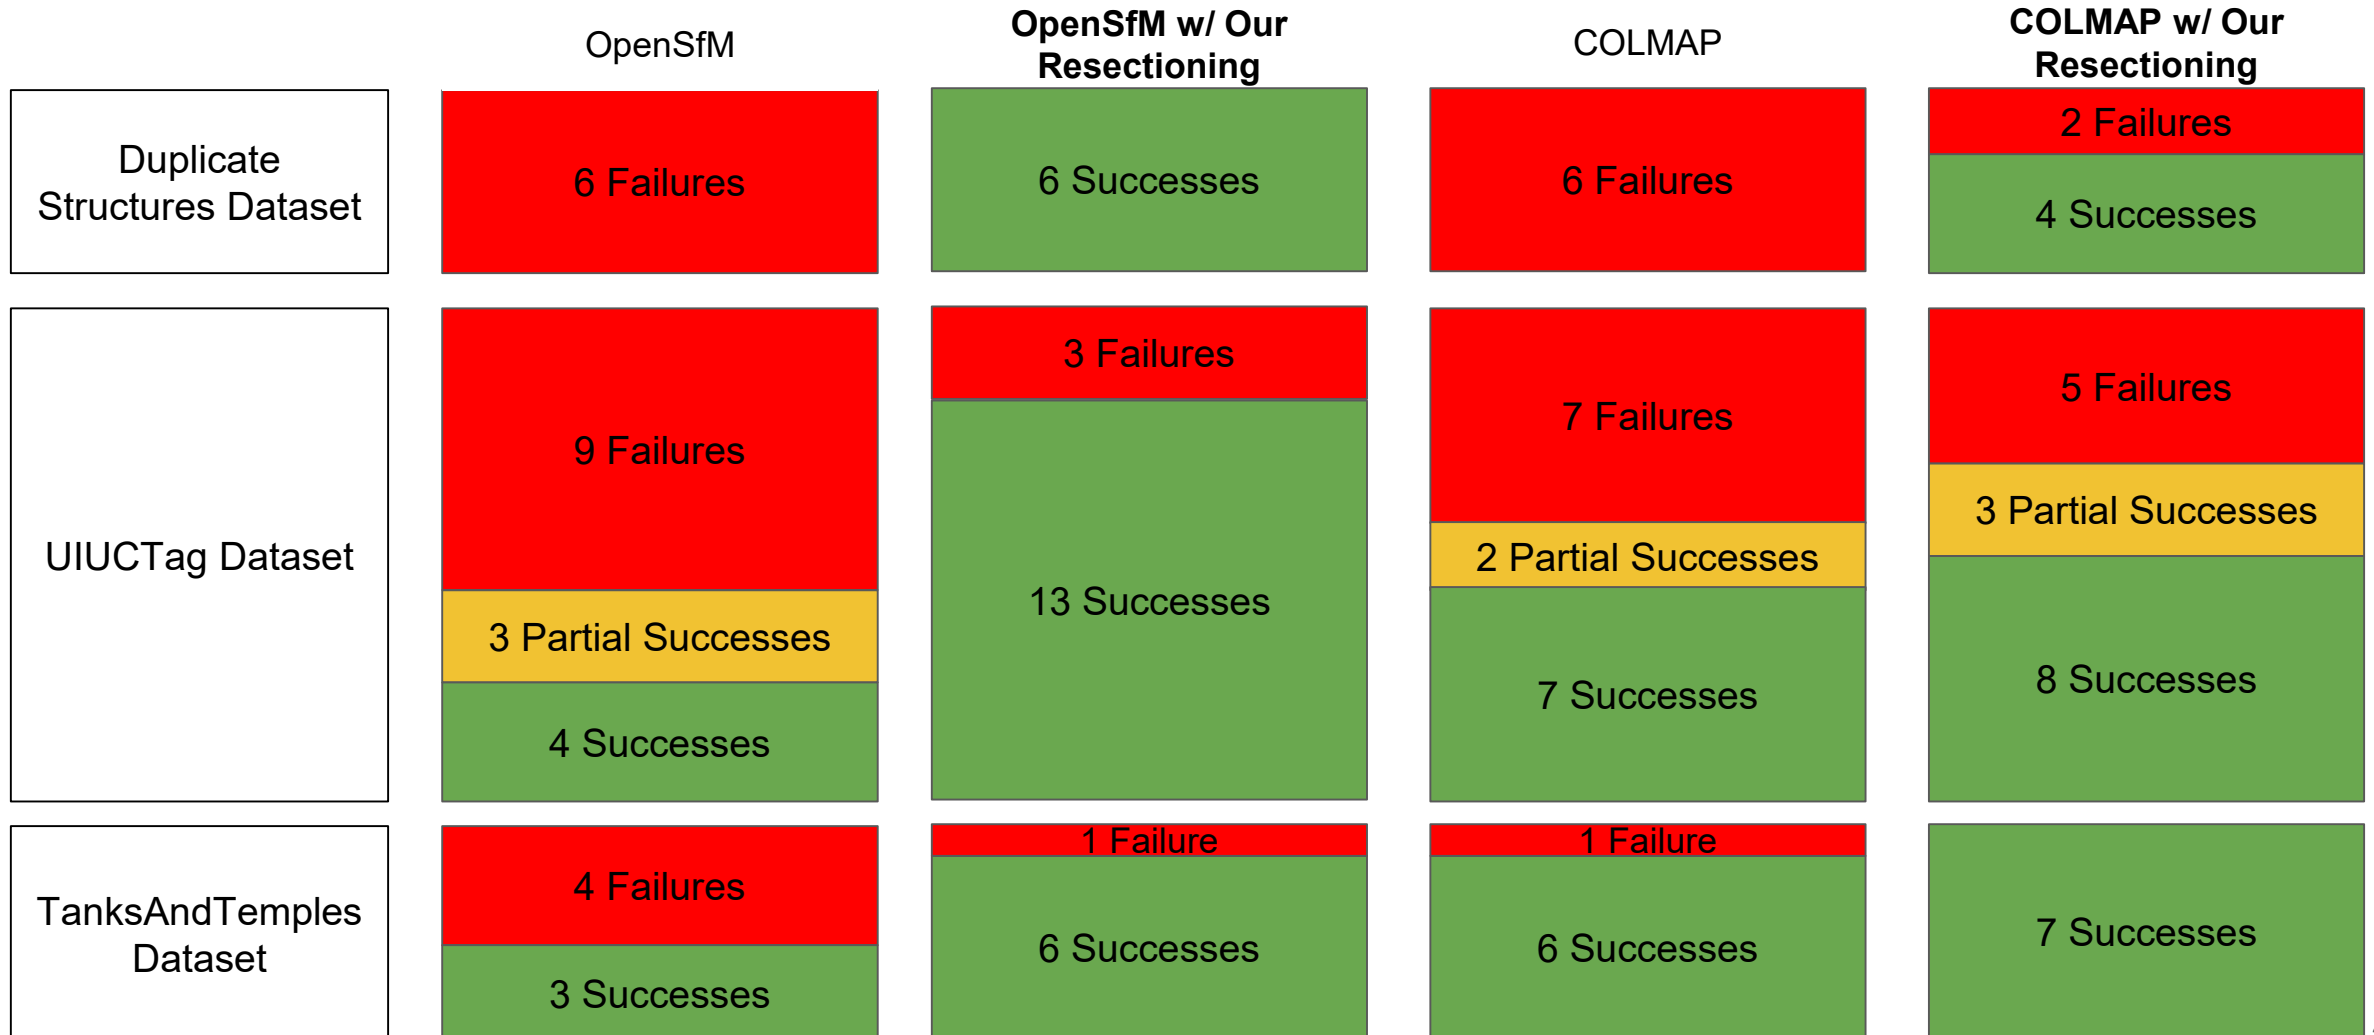 OpenSfM
OpenSfM w/ Our
Resectioning
COLMAP
COLMAP w/ Our
Resectioning
Duplicate
Structures Dataset
6 Failures
6 Successes
6 Failures
2 Failures
4 Successes
UIUCTag Dataset
9 Failures
3 Partial Successes
4 Successes
3 Failures
13 Successes
7 Failures
2 Partial Successes
7 Successes
5 Failures
3 Partial Successes
8 Successes
TanksAndTemples
Dataset
4 Failures
3 Successes
1 Failure
6 Successes
1 Failure
6 Successes
7 Successes